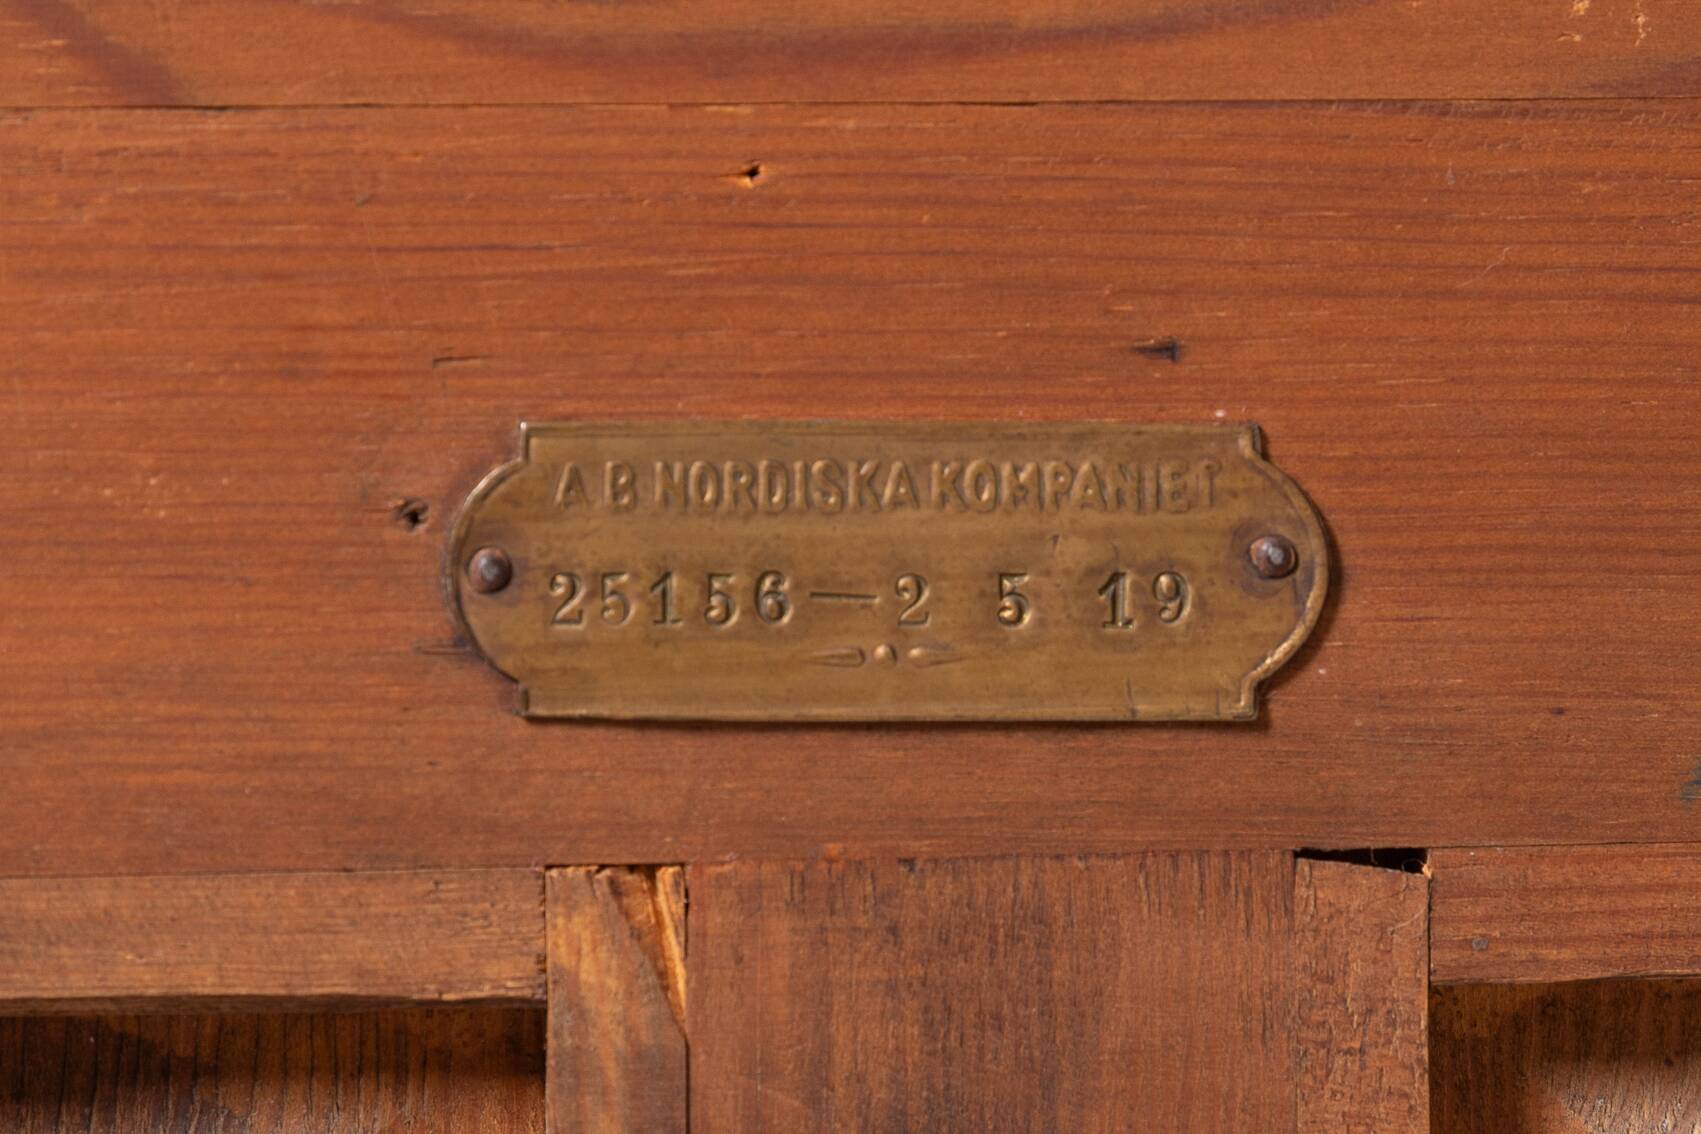 A B NORDISKA KOMPANIET
25156—2 5 19